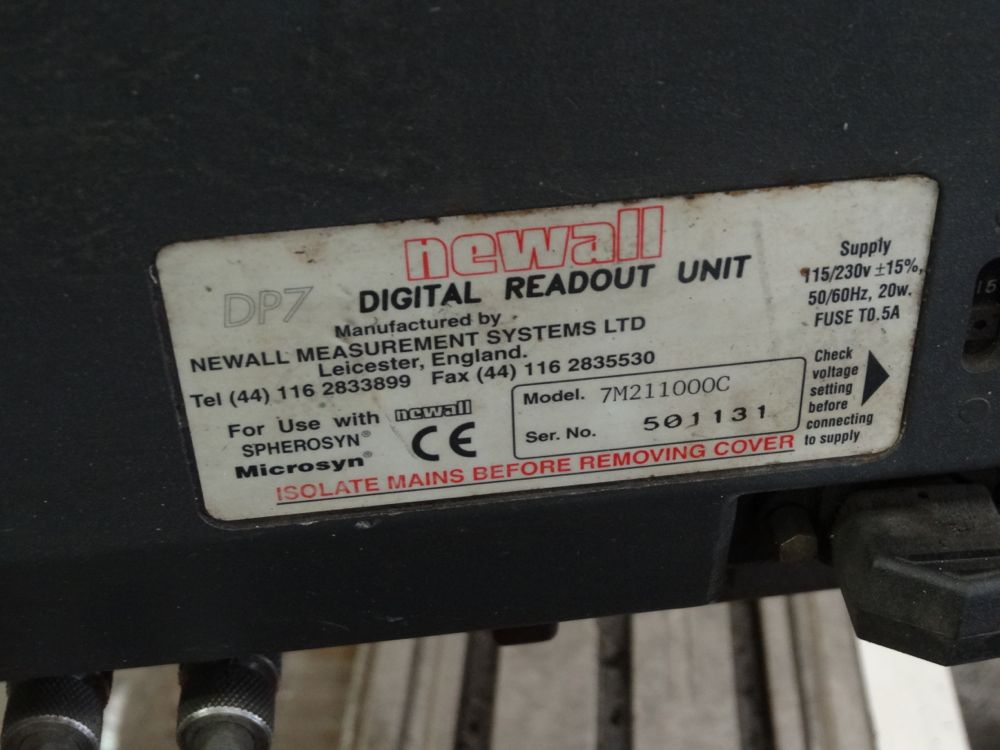 newall
DP7 DIGITAL READOUT UNIT
Manufactured by
NEWALL MEASUREMENT SYSTEMS LTD
Leicester, England.
Tel (44) 116 2833899 Fax (44) 116 2835530
For Use with newall
SPHEROSYN®
Microsyn®
CE
Model. 7M211000C
Ser. No. 501131
ISOLATE MAINS BEFORE REMOVING COVER
Supply
115/230v ±15%,
50/60Hz, 20w.
FUSE T0.5A
Check
voltage
setting
before
connecting
to supply